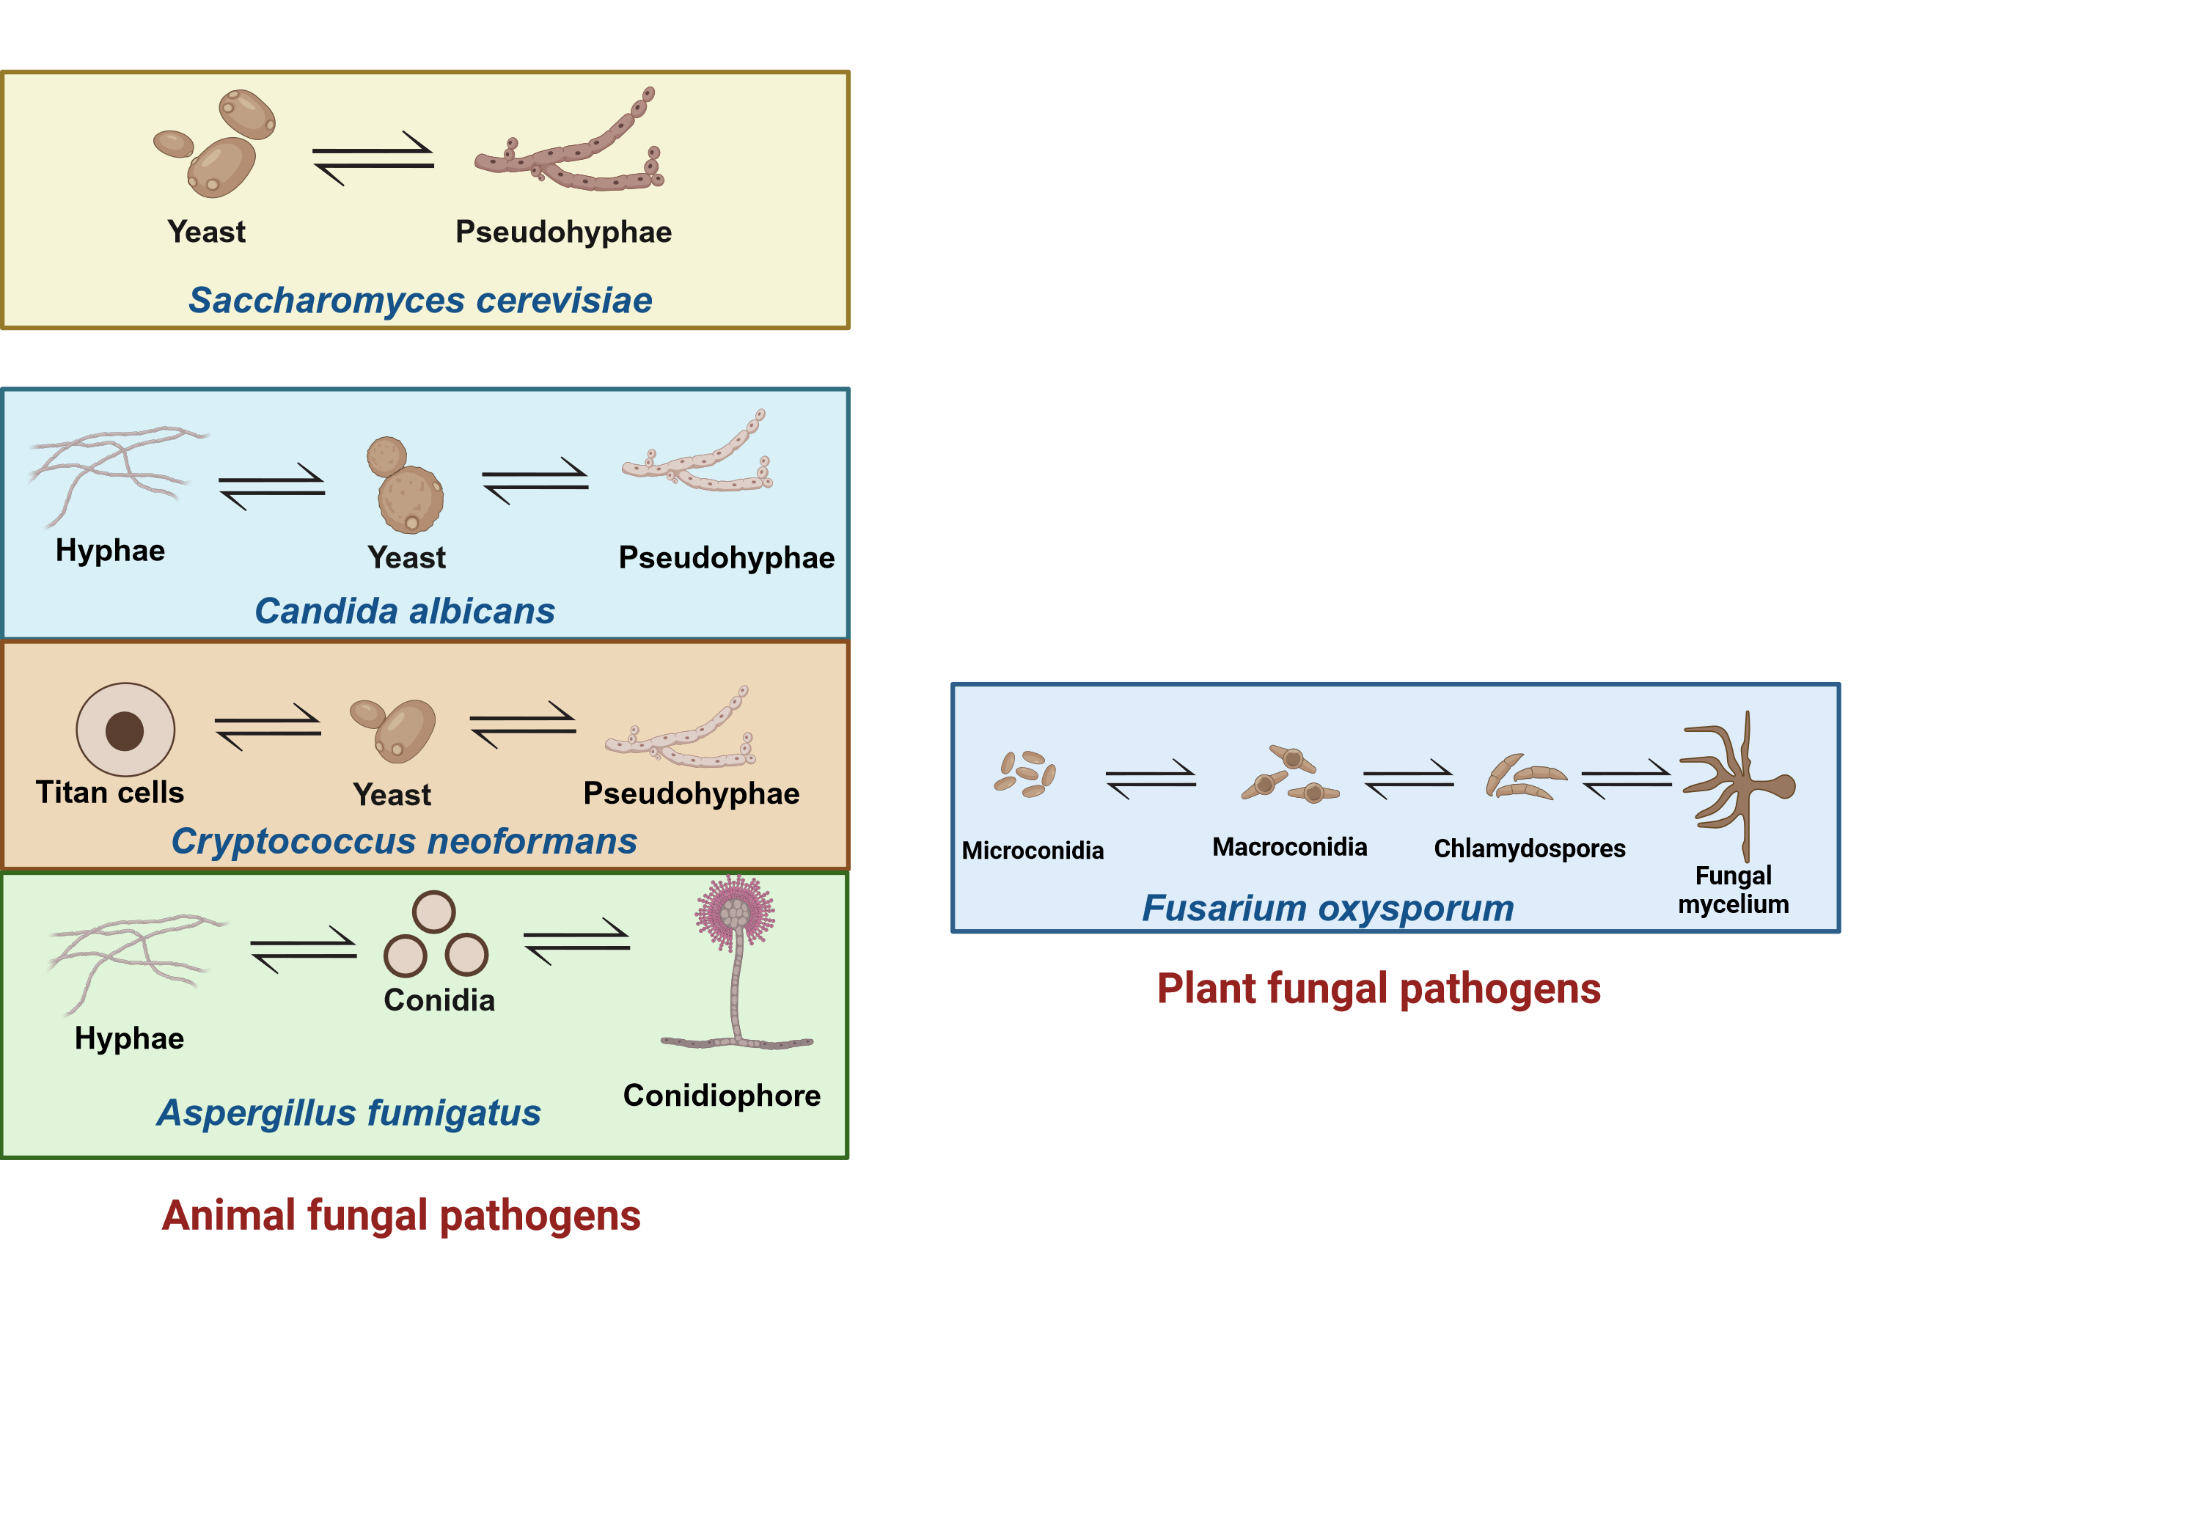 Yeast
Pseudohyphae
Saccharomyces cerevisiae
Hyphae
Yeast
Pseudohyphae
Candida albicans
Titan cells
Yeast
Pseudohyphae
Cryptococcus neoformans
Hyphae
Conidia
Conidiophore
Aspergillus fumigatus
Animal fungal pathogens
Microconidia
Macroconidia
Chlamydospores
Fungal
mycelium
Fusarium oxysporum
Plant fungal pathogens